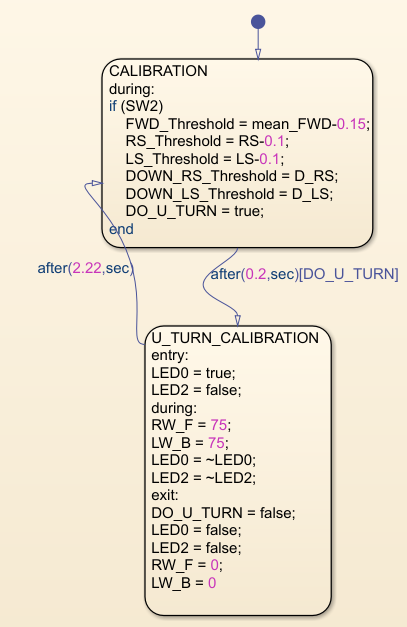 CALIBRATION
during:
if (SW2)
FWD_Threshold = mean_FWD-0.15;
RS_Threshold = RS-0.1;
LS_Threshold = LS-0.1;
DOWN_RS_Threshold = D_RS;
DOWN_LS_Threshold = D_LS;
DO_U_TURN = true;
end
after(2.22,sec)
after(0.2,sec)[DO_U_TURN]
U_TURN_CALIBRATION
entry:
LED0 = true;
LED2 = false;
during:
RW_F = 75;
LW_B = 75;
LED0 = ~LED0;
LED2 = ~LED2;
exit:
DO_U_TURN = false;
LED0 = false;
LED2 = false;
RW_F = 0;
LW_B = 0